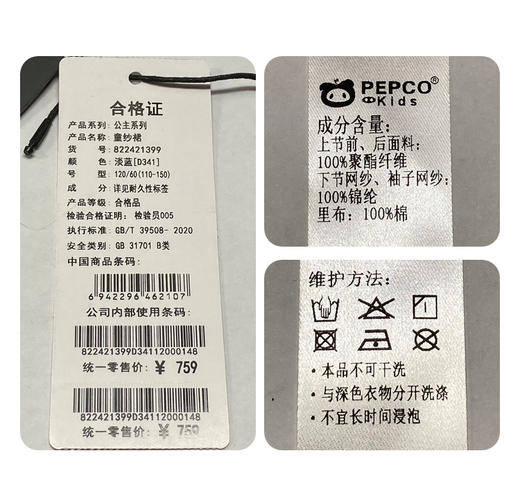 合格证
产品系列: 公主系列
产品名称: 童纱裙
货 号: 822421399
颜 色: 淡蓝[D341]
号 型: 120/60(110-150)
成 分: 详见耐久性标签
产品等级: 合格品
检验合格证明: 检验员005
执行标准: GB/T 39508- 2020
安全类别: GB 31701 B类
中国商品条码:
6 942296 462107
公司内部使用条码:
822421399D34112000148
统一零售价: ¥ 759
822421399D34112000148
统一零售价: ¥ 759
PEPCO®
Kids
成分含量:
上节前、后面料:
100%聚酯纤维
下节网纱、袖子网纱:
100%锦纶
里布: 100%棉
维护方法:
·本品不可干洗
·与深色衣物分开洗涤
·不宜长时间浸泡